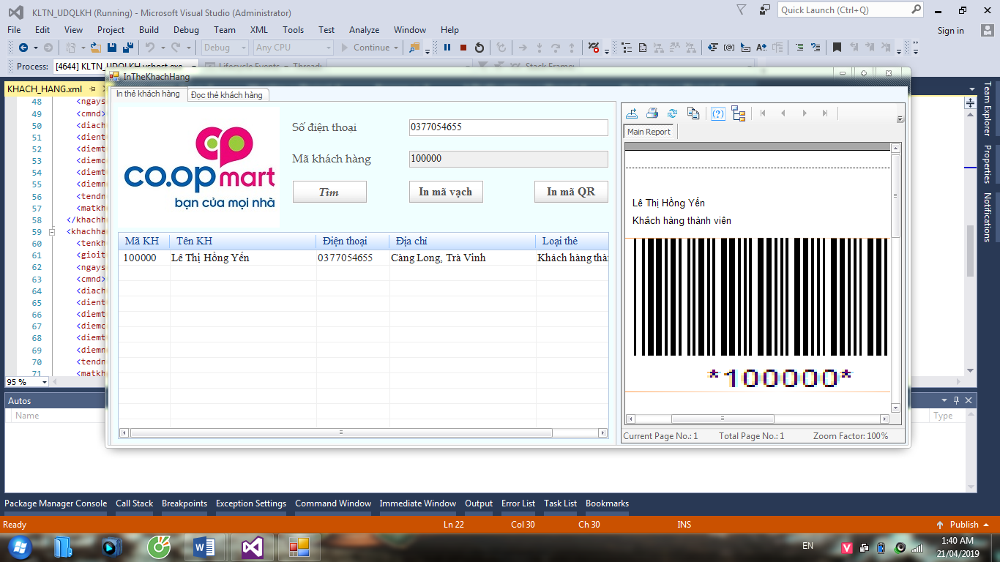 KLTN_UDQLKH (Running) - Microsoft Visual Studio (Administrator)
Quick Launch (Ctrl+Q)
File Edit View Project Build Debug Team XML Tools Test Analyze Window Help
Sign in
Debug Any CPU Continue
Process: [4644] KLTN_UDQLKH.vshost.exe Lifecycle Events Thread: Stack Frame:
InTheKhachHang
KHACH_HANG.xml
In thẻ khách hàng Đọc thẻ khách hàng
48 <ngays
49 <cmnd>
50 <diach
51 <dient
52 <diemt
53 <diemc
54 <diemt
55 <diemn
56 <tendn
57 <matkh
58 </khachh
59 <khachha
60 <tenkh
61 <gioit
62 <ngays
63 <cmnd>
64 <diach
65 <dient
66 <diemt
67 <diemc
68 <diemt
69 <diemn
70 <tendn
71 <matkh
95 %
co.opmart
bạn của mọi nhà
Số điện thoại 0377054655
Mã khách hàng 100000
Tìm In mã vạch In mã QR
Mã KH Tên KH Điện thoại Địa chỉ Loại thẻ
100000 Lê Thị Hồng Yến 0377054655 Càng Long, Trà Vinh Khách hàng thàn
Main Report
Lê Thị Hồng Yến
Khách hàng thành viên
*100000*
Current Page No.: 1 Total Page No.: 1 Zoom Factor: 100%
Team Explorer
Properties
Notifications
Autos
Name
Type
Package Manager Console Call Stack Breakpoints Exception Settings Command Window Immediate Window Output Error List Task List Bookmarks
Ready Ln 22 Col 30 Ch 30 INS Publish
EN
1:40 AM
21/04/2019